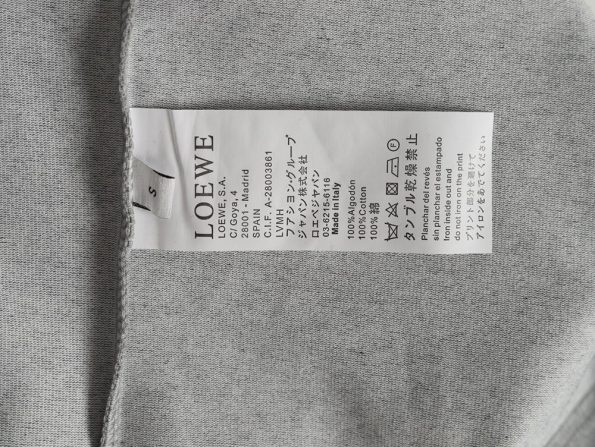 S
LOEWE
LOEWE, S.A.
C/Goya, 4
28001 - Madrid
SPAIN
C.I.F. A-28003861
LVMH
フアシヨン・グループ
ジャパン株式会社
ロエベジャパン
03-6215-6116
Made in Italy
100%Algodón
100%Cotton
100%綿
F
タンブル乾燥禁止
Planchar del revés
sin planchar el estampado
Iron inside out and
do not iron on the print
プリント部分を避けて
アイロンをあてでください